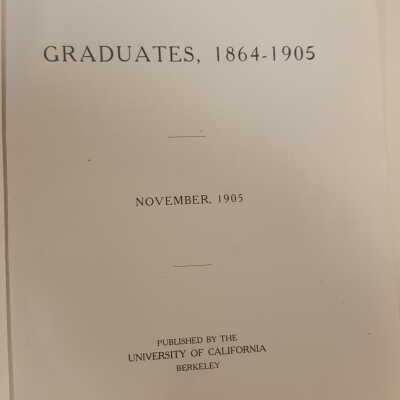 GRADUATES, 1864-1905
NOVEMBER, 1905
PUBLISHED BY THE
UNIVERSITY OF CALIFORNIA
BERKELEY